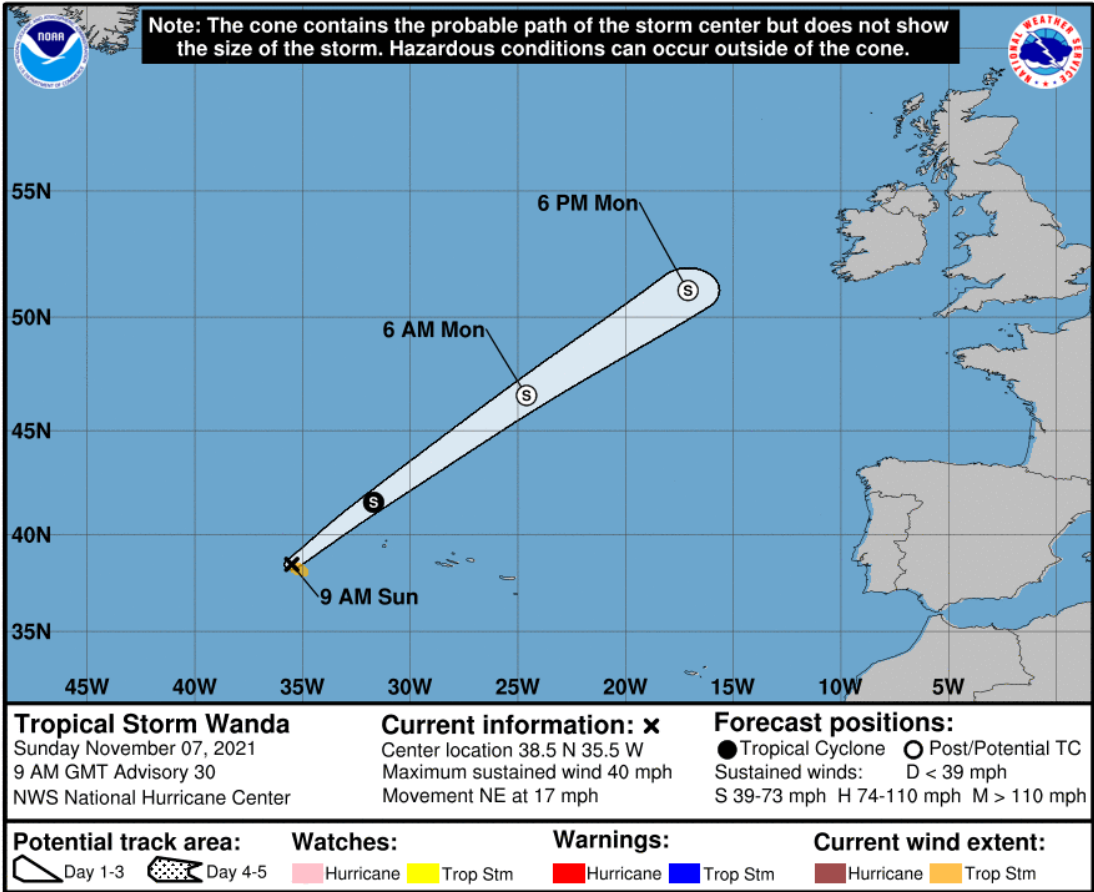 Note: The cone contains the probable path of the storm center but does not show
the size of the storm. Hazardous conditions can occur outside of the cone.
NOAA
NATIONAL WEATHER SERVICE
55N
6 PM Mon
S
50N
6 AM Mon
S
45N
S
40N
9 AM Sun
35N
45W 40W 35W 30W 25W 20W 15W 10W 5W
Tropical Storm Wanda
Sunday November 07, 2021
9 AM GMT Advisory 30
NWS National Hurricane Center
Current information: x
Center location 38.5 N 35.5 W
Maximum sustained wind 40 mph
Movement NE at 17 mph
Forecast positions:
Tropical Cyclone Post/Potential TC
Sustained winds: D < 39 mph
S 39-73 mph H 74-110 mph M > 110 mph
Potential track area:
Day 1-3 Day 4-5
Watches:
Hurricane Trop Stm
Warnings:
Hurricane Trop Stm
Current wind extent:
Hurricane Trop Stm